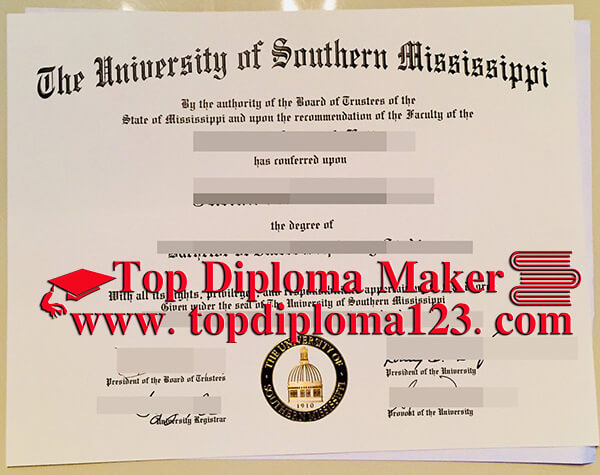 The University of Southern Mississippi
By the authority of the Board of Trustees of the
State of Mississippi and upon the recommendation of the Faculty of the
has conferred upon
the degree of
Top Diploma Maker
With all its rights, privileges, and responsibilities
Given under the seal of The University of Southern Mississippi
www. topdiploma123. com
President of the Board of Trustees
University Registrar
THE UNIVERSITY OF
SOUTHERN MISSISSIPPI
1910
President of the University
Provost of the University